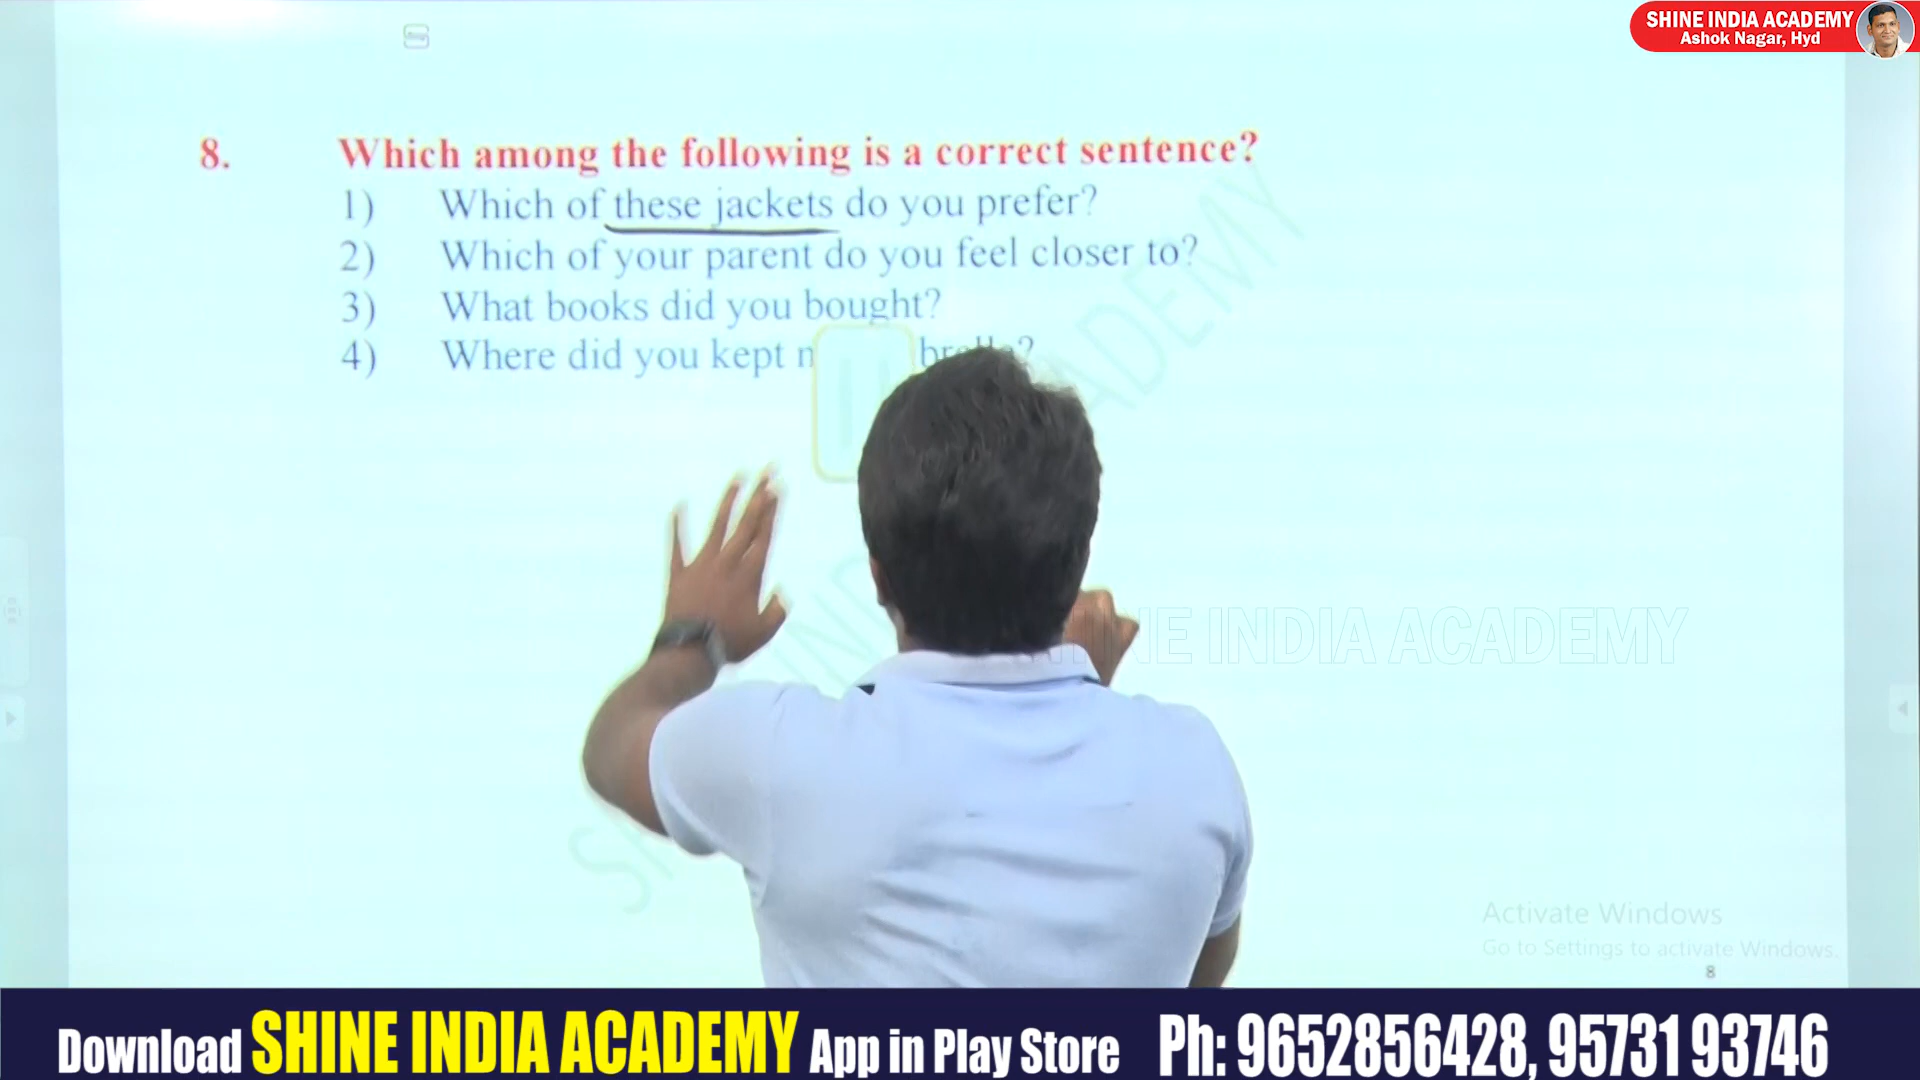 SHINE INDIA ACADEMY
Ashok Nagar, Hyd
8. Which among the following is a correct sentence?
1) Which of these jackets do you prefer?
2) Which of your parent do you feel closer to?
3) What books did you bought?
4) Where did you kept
SHINE INDIA ACADEMY
Activate Windows
Go to Settings to activate Windows.
8
Download SHINE INDIA ACADEMY App in Play Store Ph: 9652856428, 95731 93746